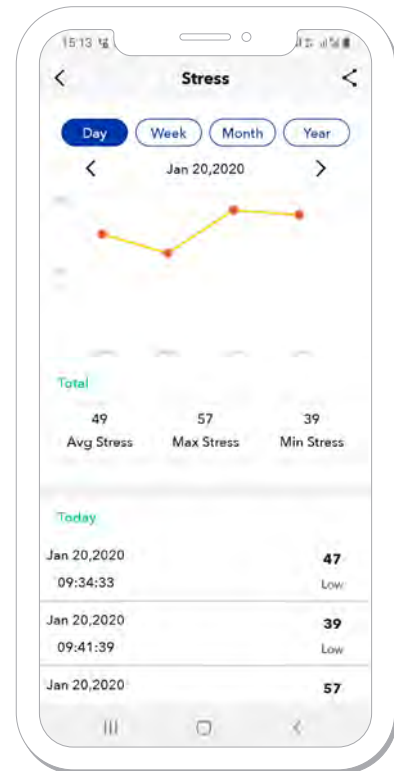 15:13
Stress
Day Week Month Year
Jan 20,2020
Total
49 57 39
Avg Stress Max Stress Min Stress
Today
Jan 20,2020
47
09:34:33
Low
Jan 20,2020
39
09:41:39
Low
Jan 20,2020
57